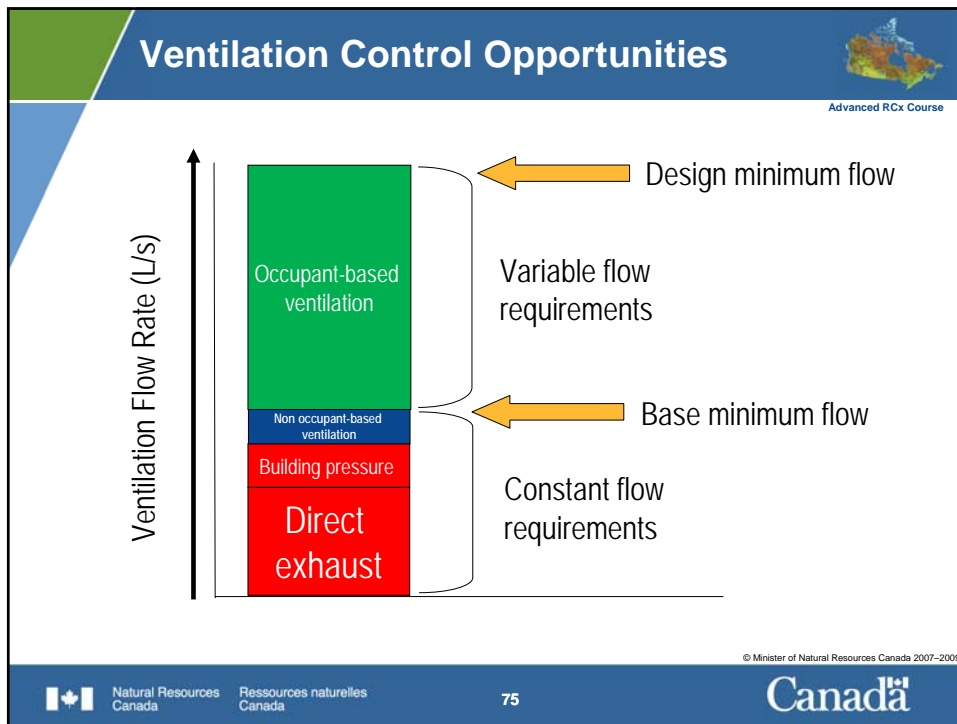 Ventilation Control Opportunities
Advanced RCx Course
Ventilation Flow Rate (L/s)
Occupant-based
ventilation
Non occupant-based
ventilation
Building pressure
Direct
exhaust
Design minimum flow
Variable flow
requirements
Base minimum flow
Constant flow
requirements
© Minister of Natural Resources Canada 2007–2009
Natural Resources
Canada
Ressources naturelles
Canada
75
Canada